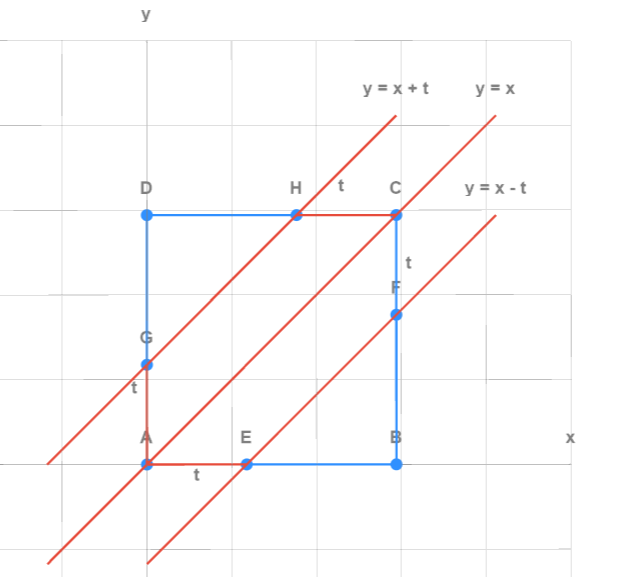 y
y = x + t
y = x
D
H
t
C
y = x - t
t
F
G
t
A
E
B
x
t